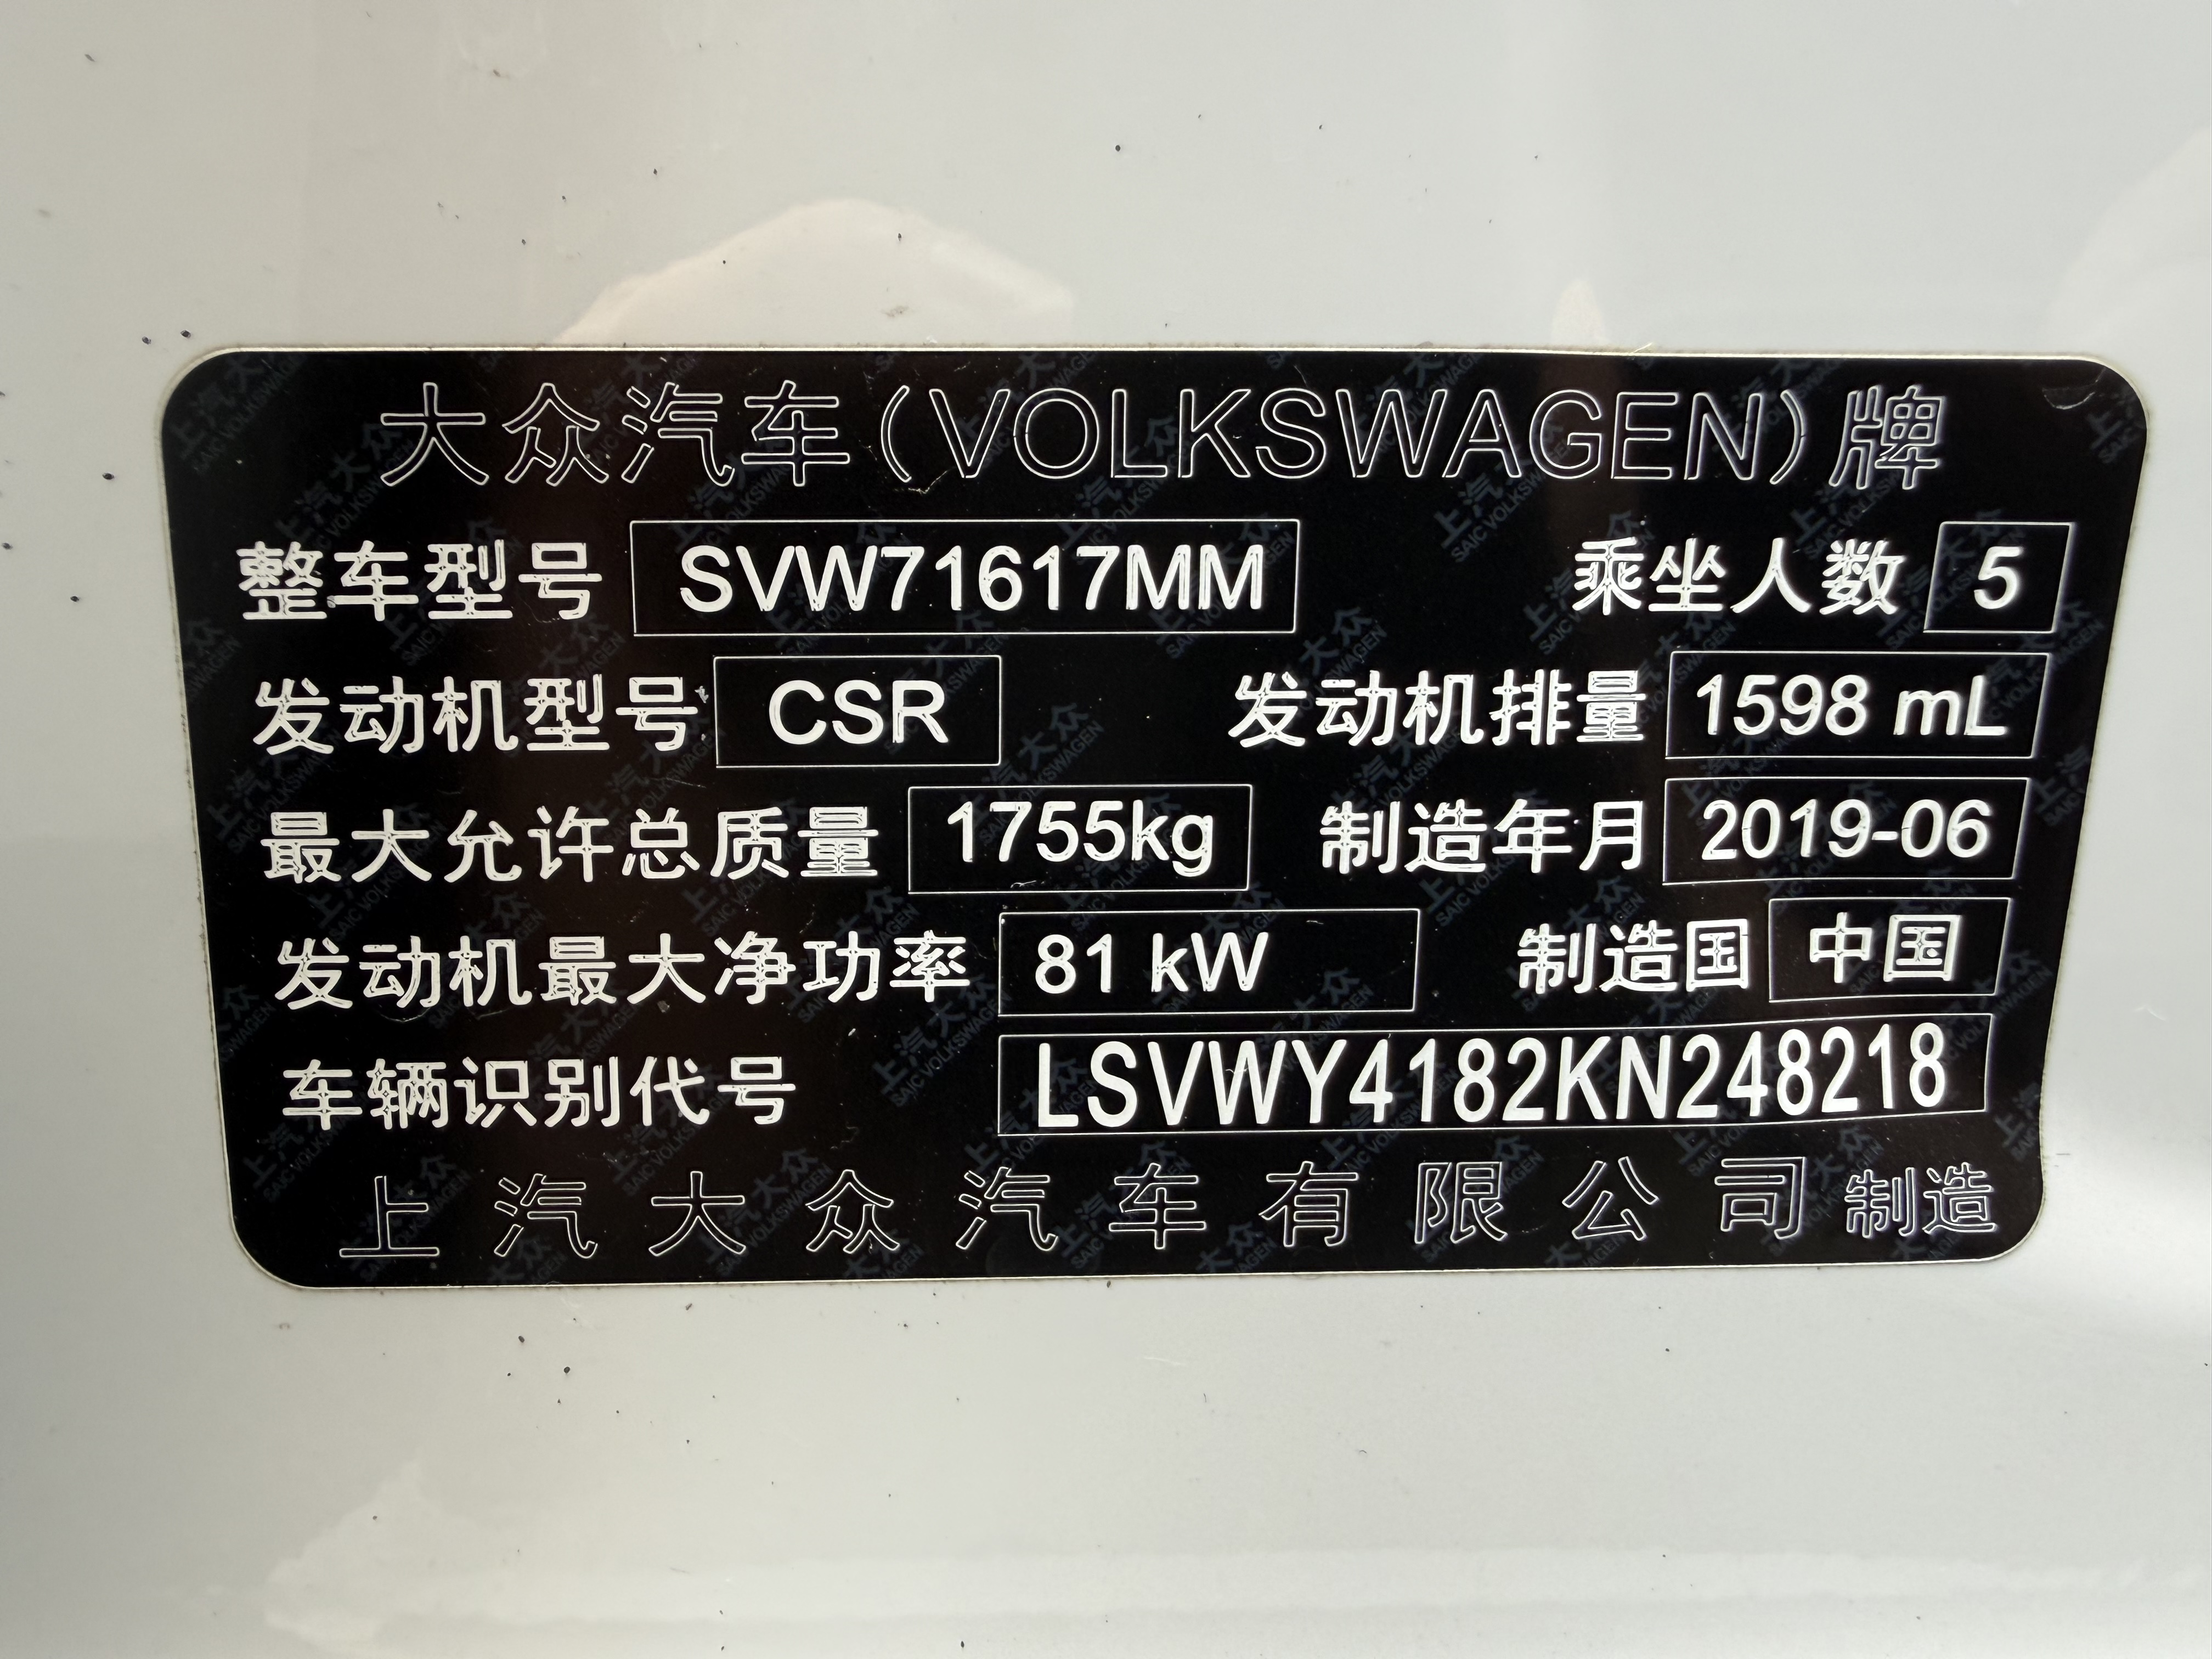 大众汽车(VOLKSWAGEN)牌
整车型号 SVW71617MM 乘坐人数 5
发动机型号 CSR 发动机排量 1598 mL
最大允许总质量 1755kg 制造年月 2019-06
发动机最大净功率 81 kW 制造国 中国
车辆识别代号 LSVWY4182KN248218
上汽大众汽车有限公司制造